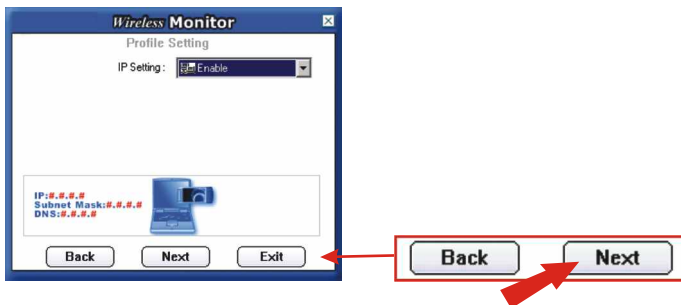 Wireless Monitor
Profile Setting
IP Setting: Enable
IP:#.#.#.#
Subnet Mask:#.#.#.#
DNS:#.#.#.#
Back Next Exit
Back Next